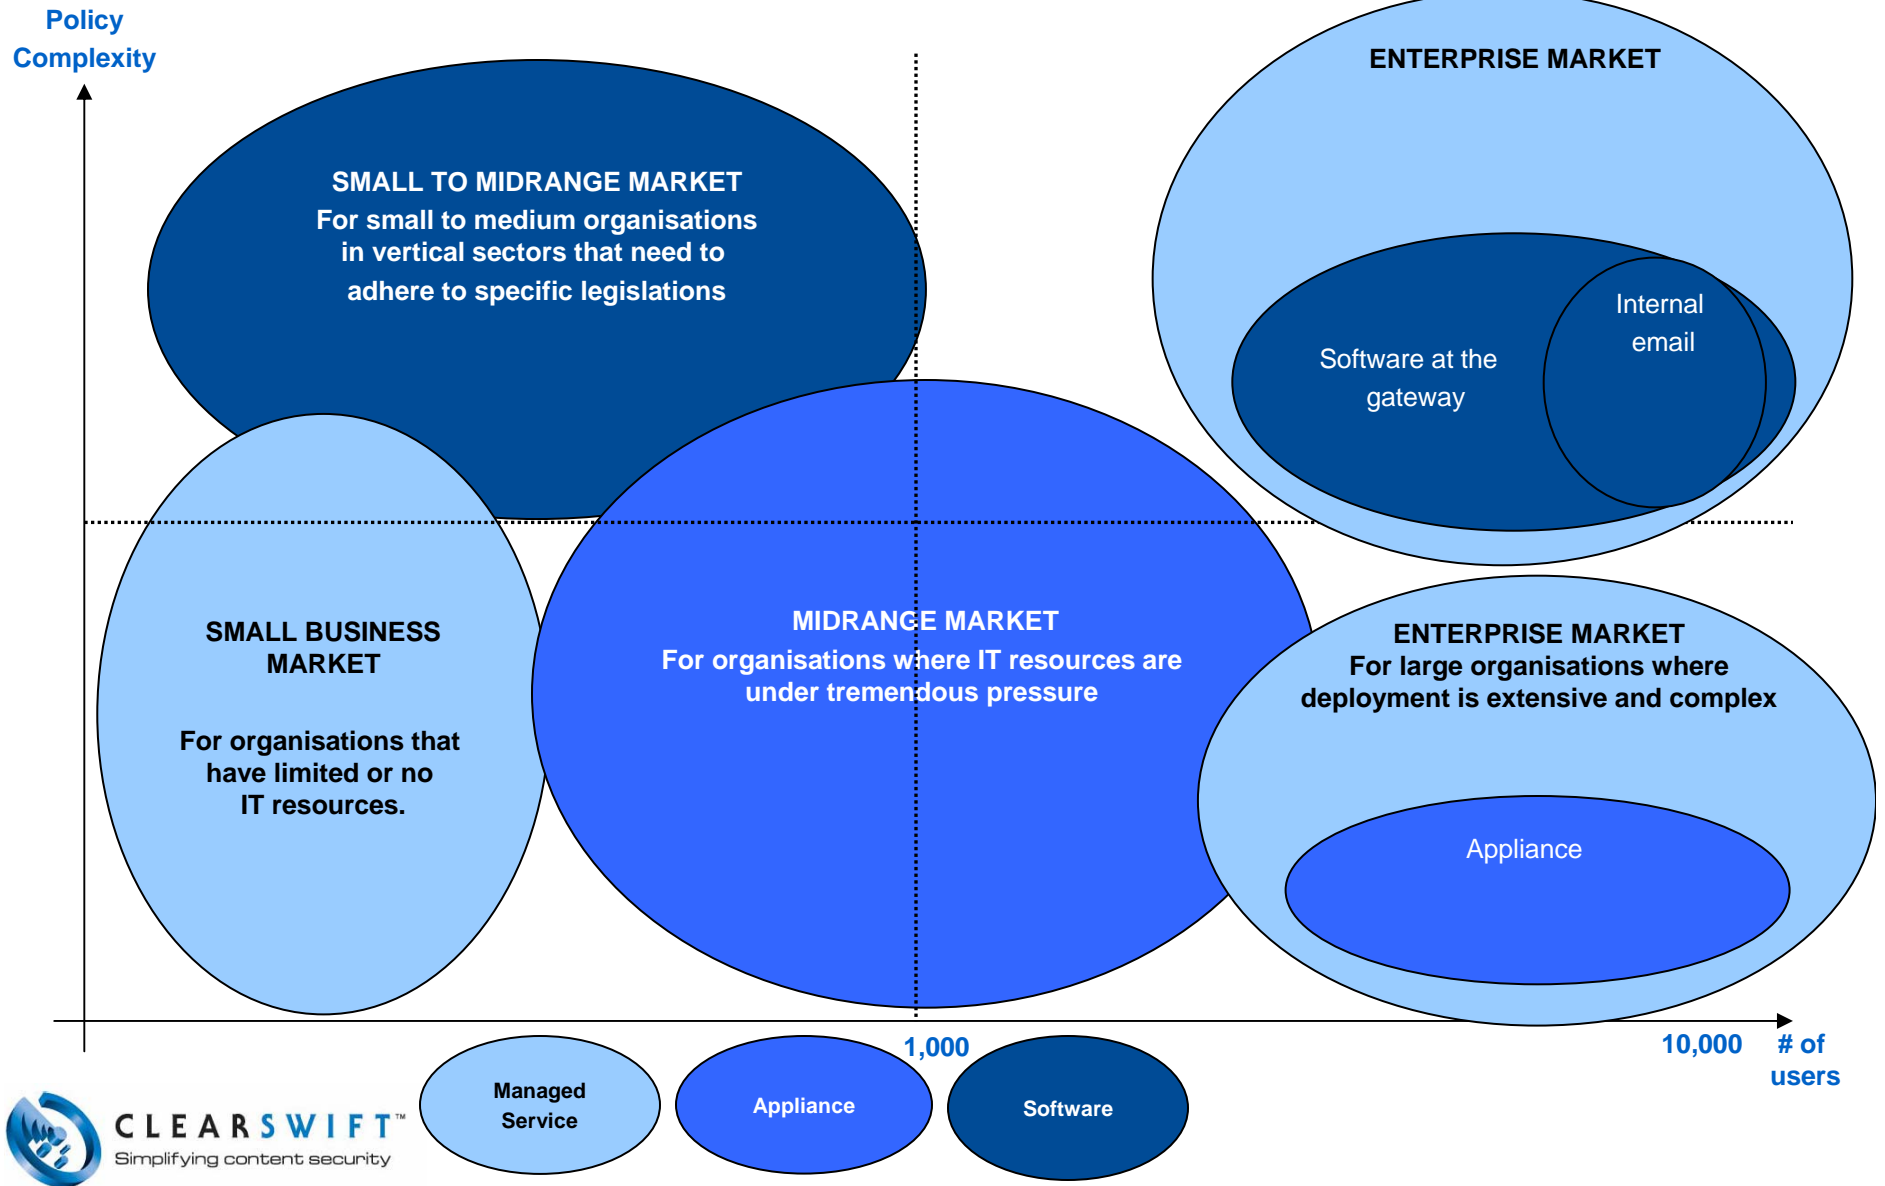 Policy
Complexity
ENTERPRISE MARKET
SMALL TO MIDRANGE MARKET
For small to medium organisations
in vertical sectors that need to
adhere to specific legislations
Internal
email
Software at the
gateway
SMALL BUSINESS
MARKET
For organisations that
have limited or no
IT resources.
MIDRANGE MARKET
For organisations where IT resources are
under tremendous pressure
ENTERPRISE MARKET
For large organisations where
deployment is extensive and complex
Appliance
1,000
10,000
# of
users
Managed
Service
Appliance
Software
CLEARSWIFT™
Simplifying content security